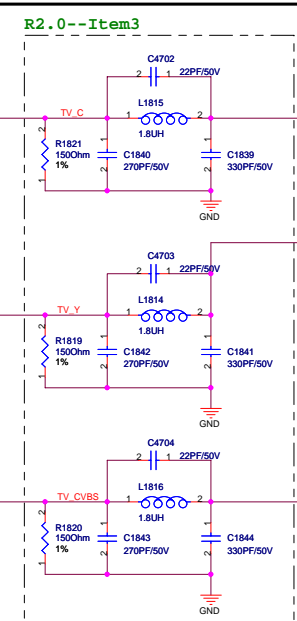 R2.0--Item3
C4702
2 1 22PF/50V
L1815
TV_C 1 2
1.8UH
2 R1821 150Ohm 1% 1
1 C1840 270PF/50V 2
1 C1839 330PF/50V 2
GND
C4703
2 1 22PF/50V
L1814
TV_Y 1 2
1.8UH
2 R1819 150Ohm 1% 1
1 C1842 270PF/50V 2
1 C1841 330PF/50V 2
GND
C4704
2 1 22PF/50V
L1816
TV_CVBS 1 2
1.8UH
2 R1820 150Ohm 1% 1
1 C1843 270PF/50V 2
1 C1844 330PF/50V 2
GND